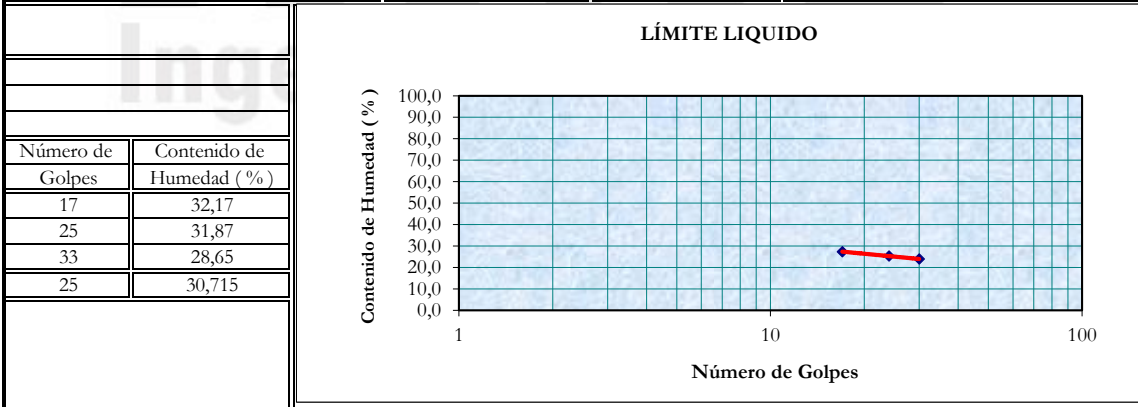 Inge
Número de Contenido de
Golpes Humedad ( % )
17 32,17
25 31,87
33 28,65
25 30,715
LÍMITE LIQUIDO
Contenido de Humedad ( % )
100,0
90,0
80,0
70,0
60,0
50,0
40,0
30,0
20,0
10,0
0,0
1 10 100
Número de Golpes